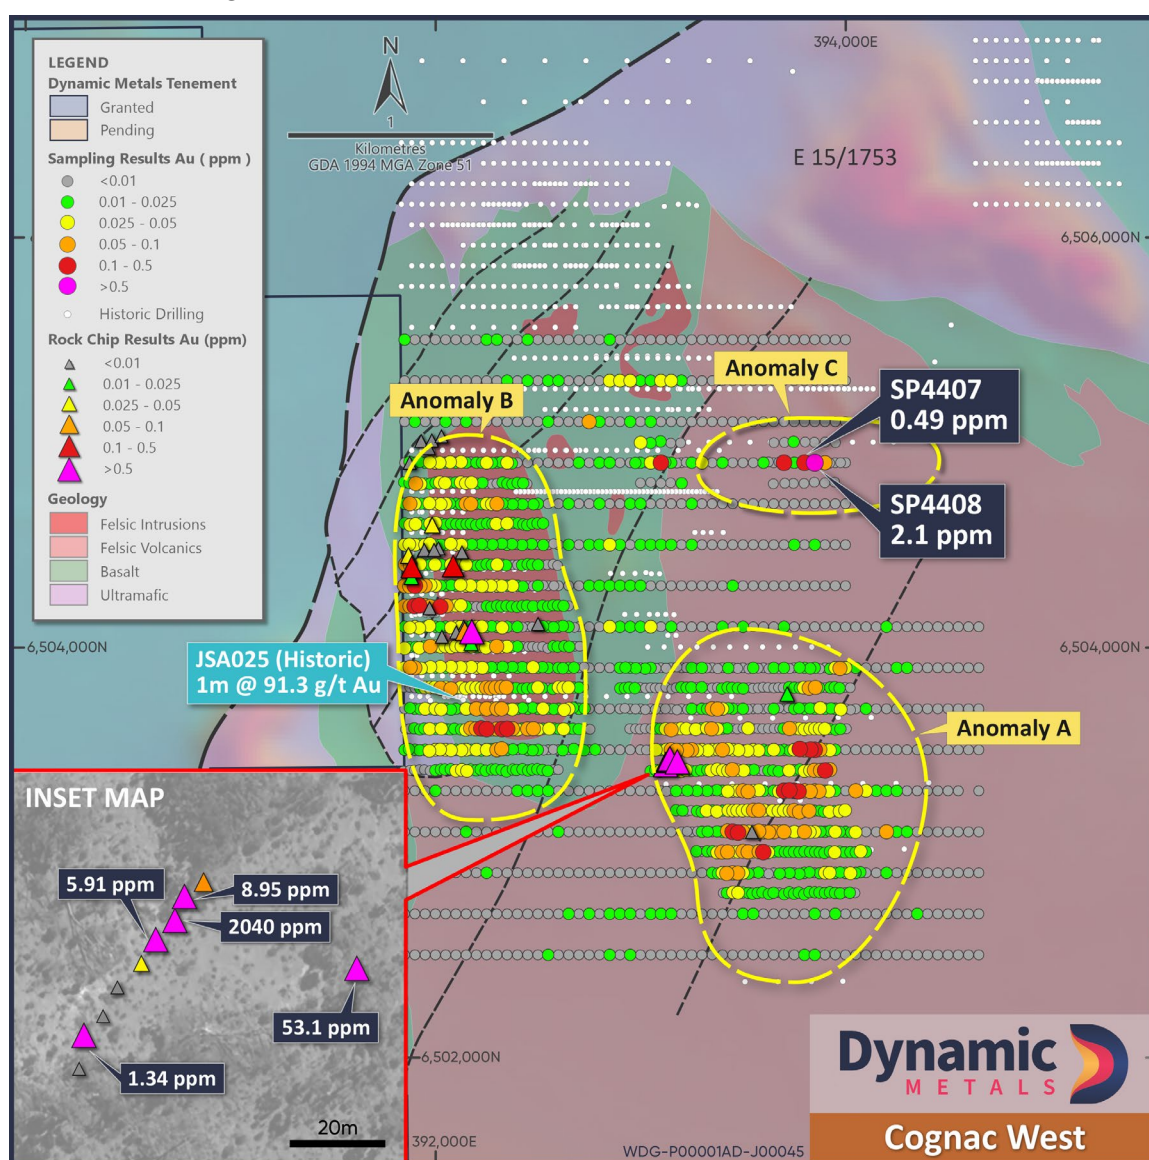 LEGEND
Dynamic Metals Tenement
Granted
Pending
Sampling Results Au ( ppm )
<0.01
0.01 - 0.025
0.025 - 0.05
0.05 - 0.1
0.1 - 0.5
>0.5
Historic Drilling
Rock Chip Results Au (ppm)
<0.01
0.01 - 0.025
0.025 - 0.05
0.05 - 0.1
0.1 - 0.5
>0.5
Geology
Felsic Intrusions
Felsic Volcanics
Basalt
Ultramafic
N
1
Kilometres
GDA 1994 MGA Zone 51
394,000E
E 15/1753
6,506,000N
Anomaly C
Anomaly B
SP4407
0.49 ppm
SP4408
2.1 ppm
6,504,000N
6,504,000N
JSA025 (Historic)
1m @ 91.3 g/t Au
Anomaly A
INSET MAP
5.91 ppm
8.95 ppm
2040 ppm
53.1 ppm
1.34 ppm
20m
6,502,000N
392,000E
WDG-P00001AD-J00045
Dynamic
METALS
Cognac West